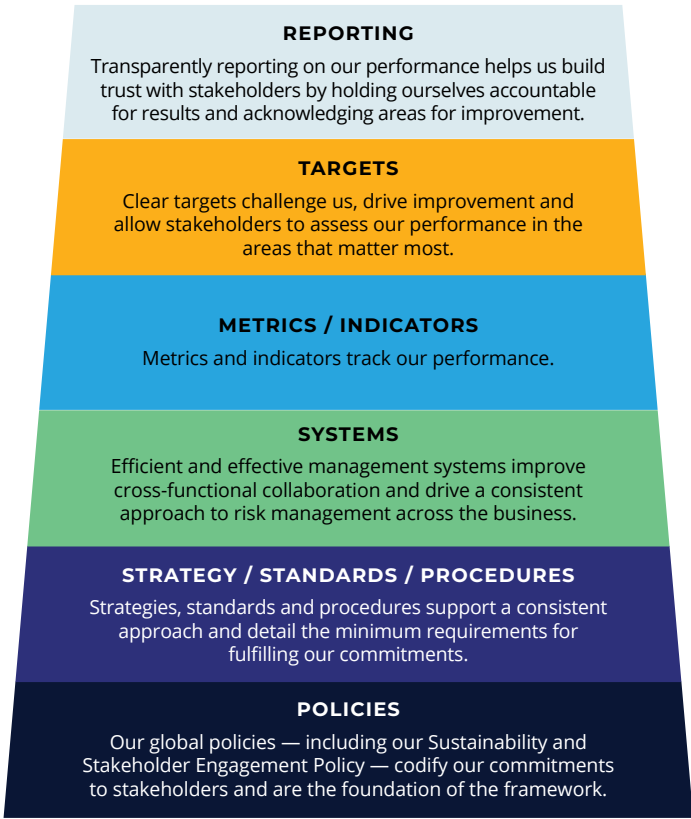 REPORTING
Transparently reporting on our performance helps us build
trust with stakeholders by holding ourselves accountable
for results and acknowledging areas for improvement.
TARGETS
Clear targets challenge us, drive improvement and
allow stakeholders to assess our performance in the
areas that matter most.
METRICS / INDICATORS
Metrics and indicators track our performance.
SYSTEMS
Efficient and effective management systems improve
cross-functional collaboration and drive a consistent
approach to risk management across the business.
STRATEGY / STANDARDS / PROCEDURES
Strategies, standards and procedures support a consistent
approach and detail the minimum requirements for
fulfilling our commitments.
POLICIES
Our global policies — including our Sustainability and
Stakeholder Engagement Policy — codify our commitments
to stakeholders and are the foundation of the framework.